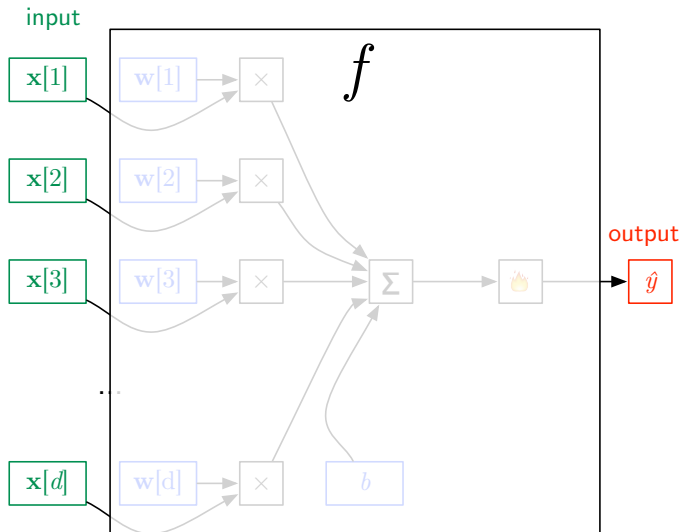 input
f
x[1] w[1] ×
x[2] w[2] ×
output
x[3] w[3] × Σ ŷ
...
x[d] w[d] × b